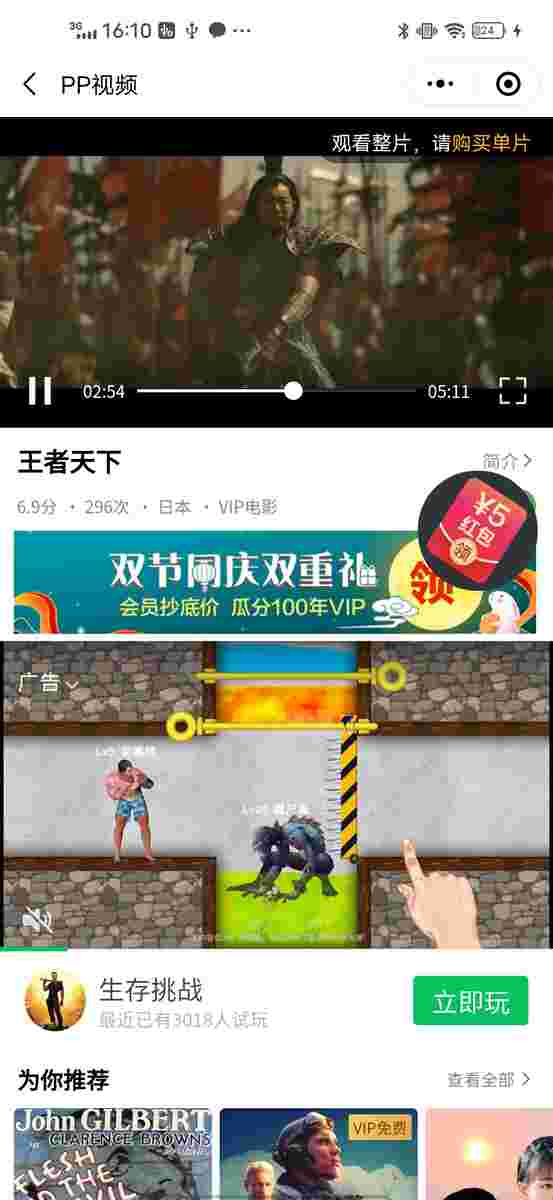 3G 16:10 ··· 24
PP视频
观看整片，请购买单片
02:54 05:11
王者天下
简介
6.9分 · 296次 · 日本 · VIP电影
¥5
红包
领
双节同庆双重礼
会员抄底价 瓜分100年VIP
领
广告
生存挑战
最近已有3018人试玩
立即玩
为你推荐
查看全部
John GILBERT
CLARENCE BROWN'S
FLESH
AND THE
DEVIL
VIP免费